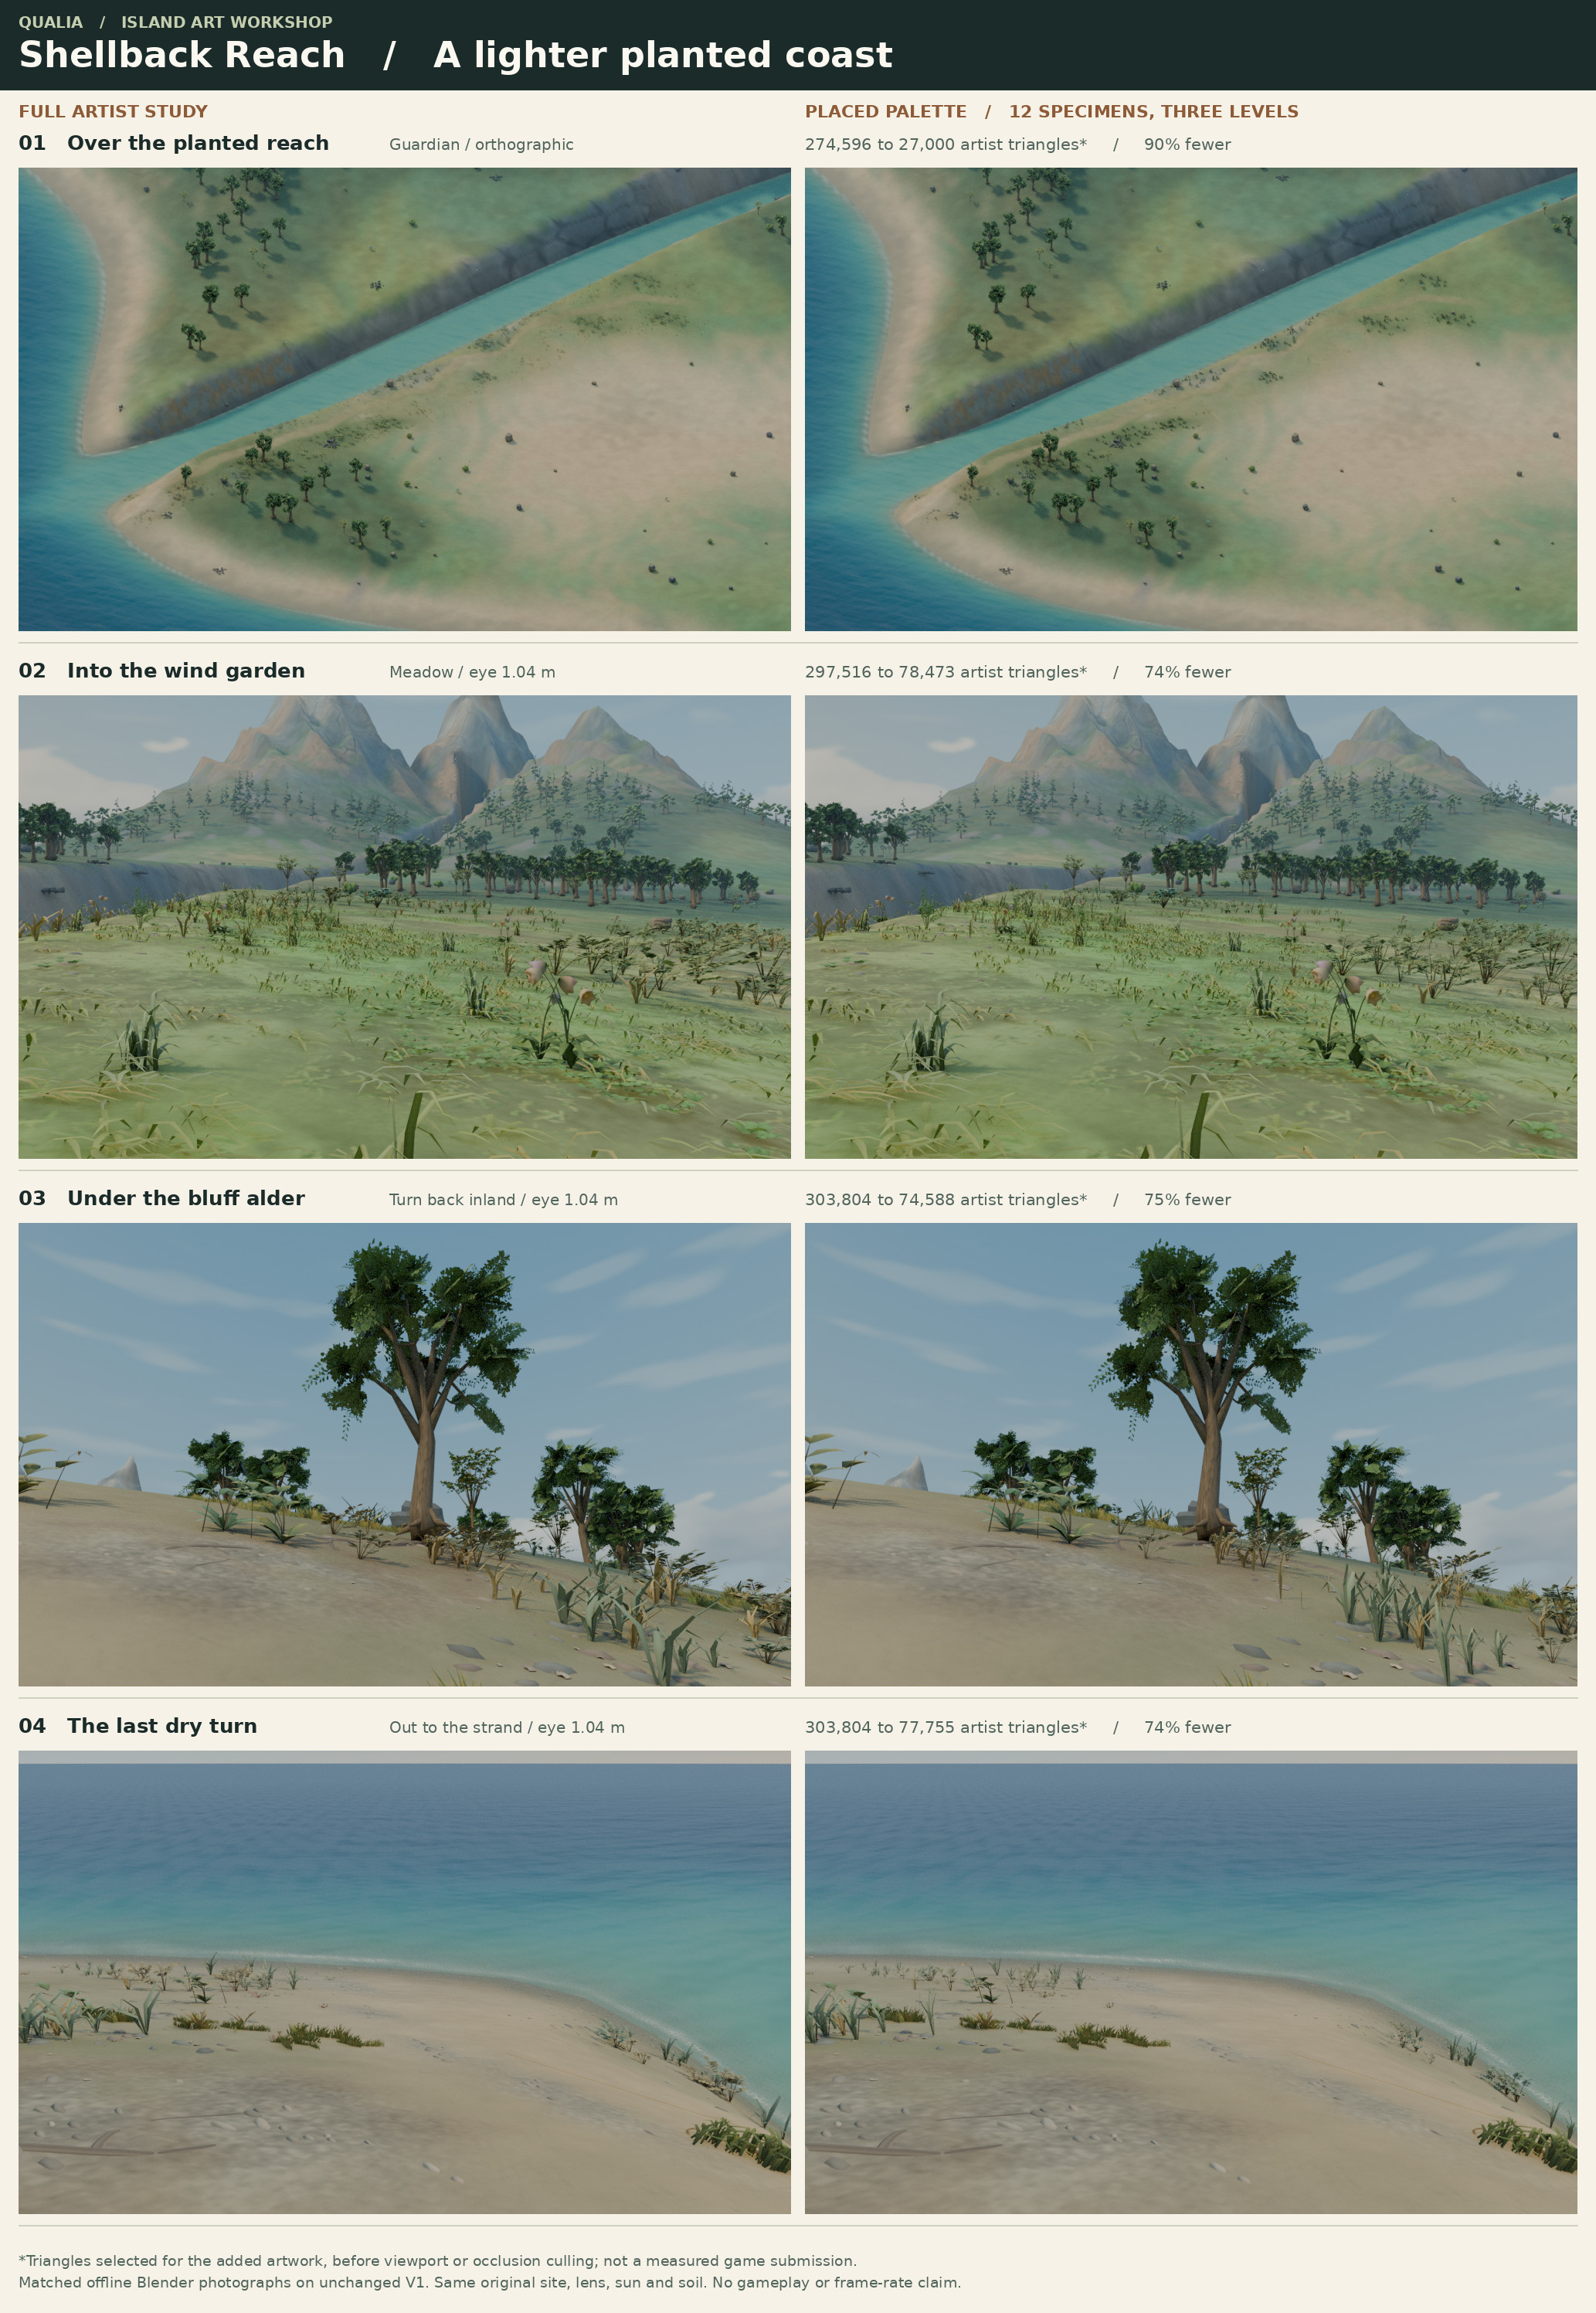 QUALIA / ISLAND ART WORKSHOP
Shellback Reach / A lighter planted coast
FULL ARTIST STUDY
PLACED PALETTE / 12 SPECIMENS, THREE LEVELS
01 Over the planted reach Guardian / orthographic
274,596 to 27,000 artist triangles* / 90% fewer
02 Into the wind garden Meadow / eye 1.04 m
297,516 to 78,473 artist triangles* / 74% fewer
03 Under the bluff alder Turn back inland / eye 1.04 m
303,804 to 74,588 artist triangles* / 75% fewer
04 The last dry turn Out to the strand / eye 1.04 m
303,804 to 77,755 artist triangles* / 74% fewer
*Triangles selected for the added artwork, before viewport or occlusion culling; not a measured game submission.
Matched offline Blender photographs on unchanged V1. Same original site, lens, sun and soil. No gameplay or frame-rate claim.